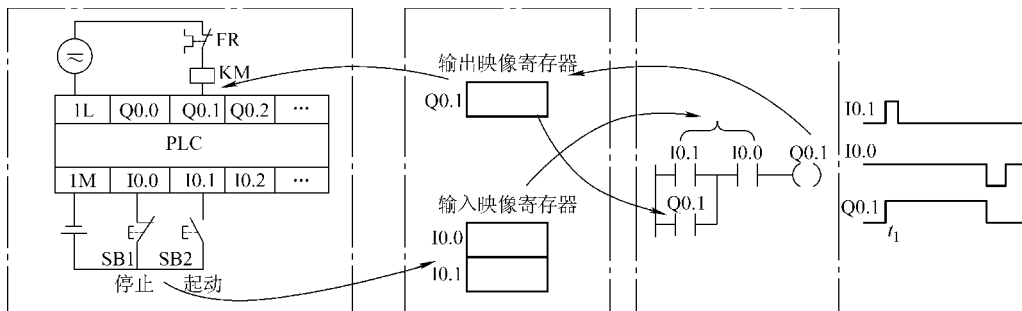 FR
KM
1L Q0.0 Q0.1 Q0.2 …
PLC
1M I0.0 I0.1 I0.2 …
SB1 SB2
停止 起动
输出映像寄存器
Q0.1
输入映像寄存器
I0.0
I0.1
I0.1 I0.0 Q0.1
Q0.1
I0.1
I0.0
Q0.1
t1